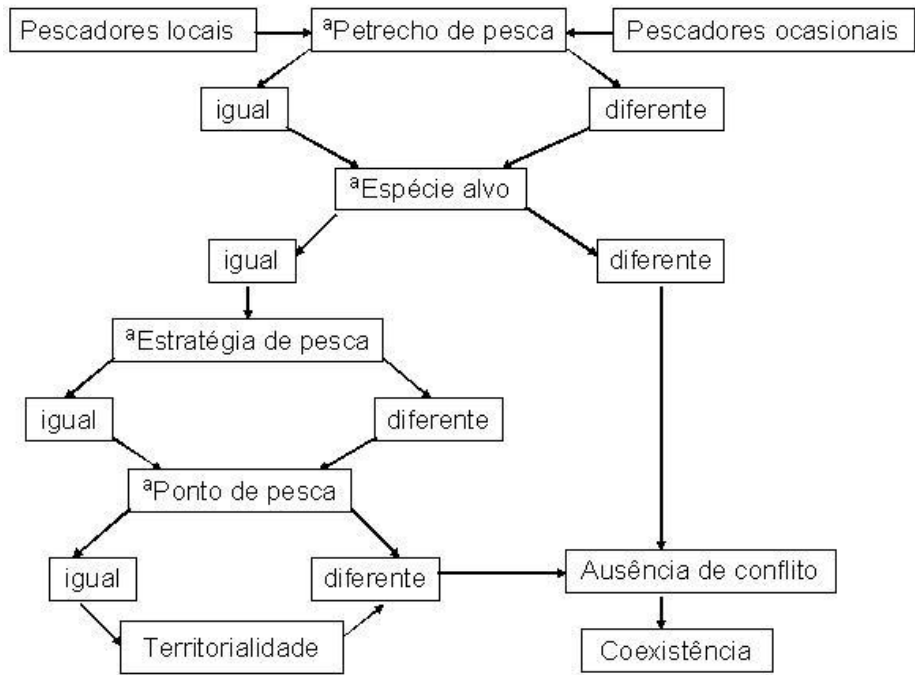 Pescadores locais
ªPetrecho de pesca
Pescadores ocasionais
igual
diferente
ªEspécie alvo
igual
diferente
ªEstratégia de pesca
igual
diferente
ªPonto de pesca
igual
diferente
Ausência de conflito
Territorialidade
Coexistência